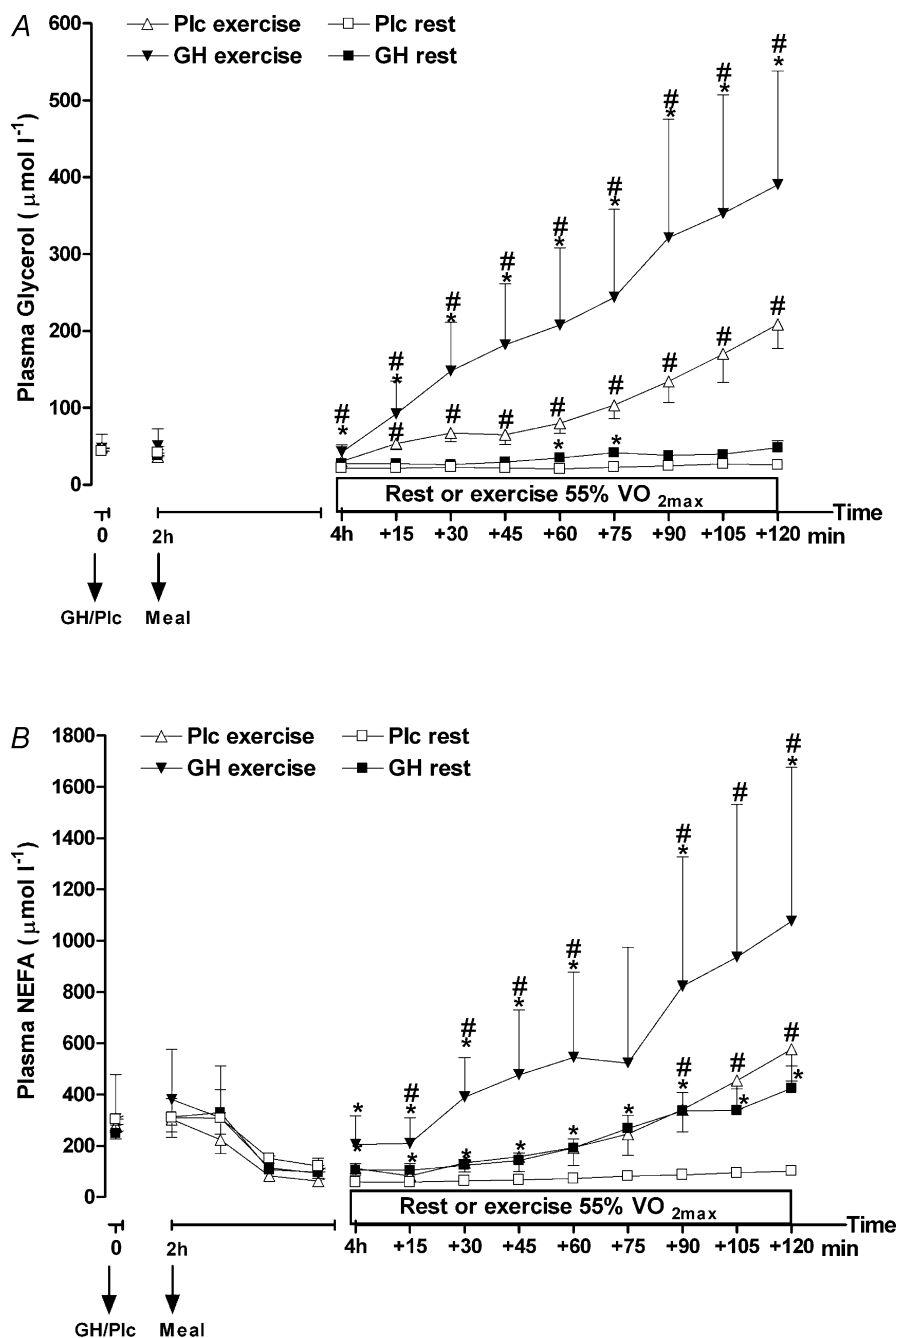 A
600
Plc exercise
Plc rest
GH exercise
GH rest
500
400
300
200
100
0
Plasma Glycerol ( μmol l⁻¹)
# # # # # # # # #
* * * * * * * * *
# # # # # # # #
* *
Rest or exercise 55% VO 2max
Time
0 2h 4h +15 +30 +45 +60 +75 +90 +105 +120 min
GH/Plc Meal
B
1800
Plc exercise
Plc rest
GH exercise
GH rest
1600
1400
1200
1000
800
600
400
200
0
Plasma NEFA ( μmol l⁻¹)
# # # # # # #
* * * * * * *
# # #
* * * * * * * * *
Rest or exercise 55% VO 2max
Time
0 2h 4h +15 +30 +45 +60 +75 +90 +105 +120 min
GH/Plc Meal